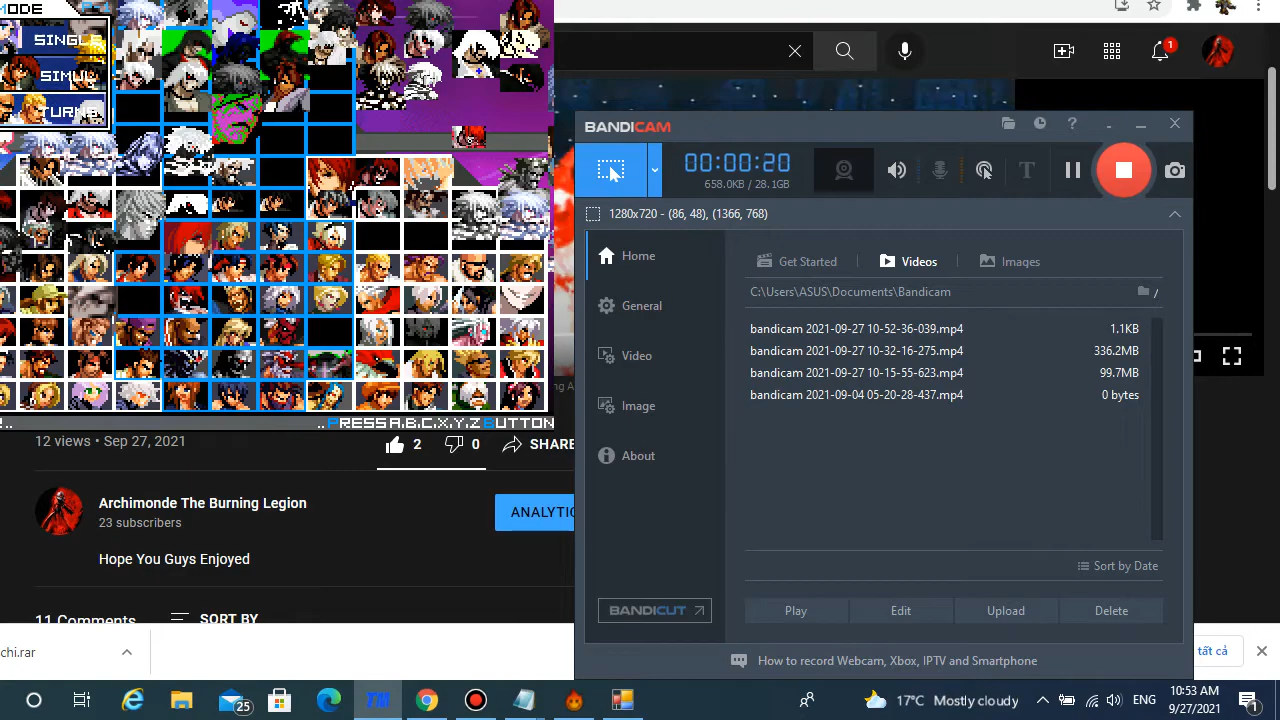 MODE
SINGLE
SIMUL
TURNS
PRESS A,B,C,X,Y,Z BUTTON
1
12 views • Sep 27, 2021
2
0
SHARE
Archimonde The Burning Legion
23 subscribers
ANALYTIC
Hope You Guys Enjoyed
11 Comments
SORT BY
chi.rar
tất cả
BANDICAM
00:00:20
658.0KB / 28.1GB
1280x720 - (86, 48), (1366, 768)
Home
General
Video
Image
About
BANDICUT
Get Started
Videos
Images
C:\Users\ASUS\Documents\Bandicam
/
bandicam 2021-09-27 10-52-36-039.mp4 1.1KB
bandicam 2021-09-27 10-32-16-275.mp4 336.2MB
bandicam 2021-09-27 10-15-55-623.mp4 99.7MB
bandicam 2021-09-04 05-20-28-437.mp4 0 bytes
Sort by Date
Play
Edit
Upload
Delete
How to record Webcam, Xbox, IPTV and Smartphone
25
17°C Mostly cloudy
ENG
10:53 AM
9/27/2021
1